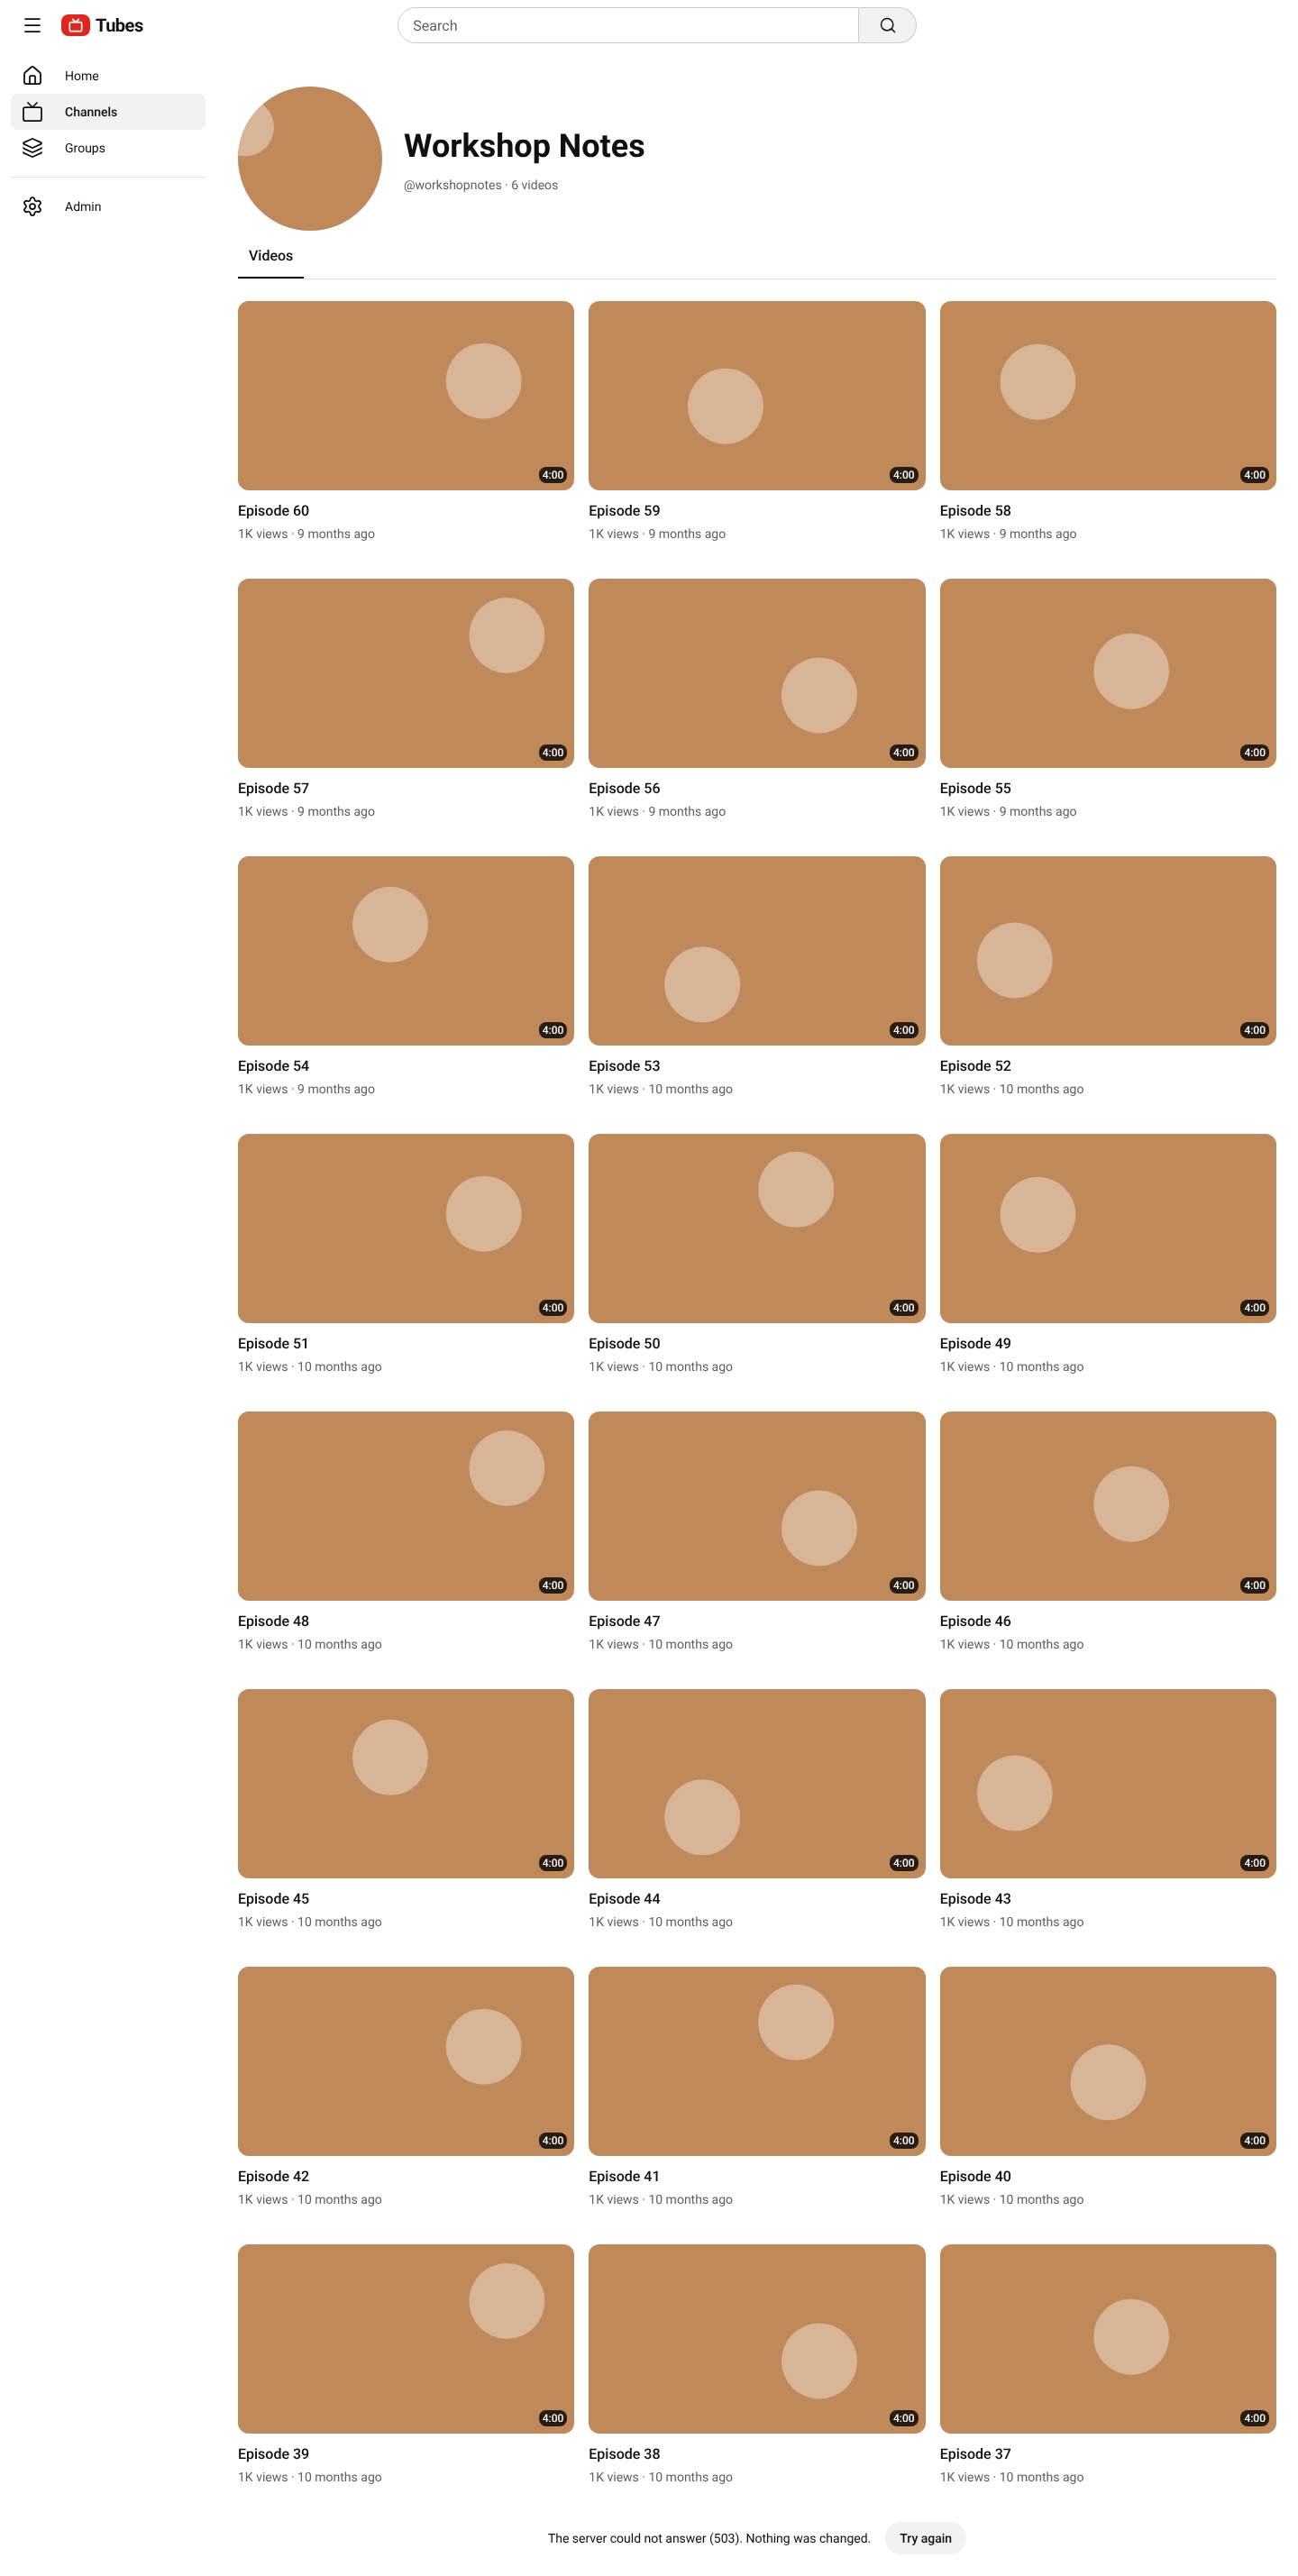 Tubes
Search
Home
Channels
Groups
Admin
Workshop Notes
@workshopnotes · 6 videos
Videos
4:00 4:00 4:00
Episode 60 Episode 59 Episode 58
1K views · 9 months ago 1K views · 9 months ago 1K views · 9 months ago
4:00 4:00 4:00
Episode 57 Episode 56 Episode 55
1K views · 9 months ago 1K views · 9 months ago 1K views · 9 months ago
4:00 4:00 4:00
Episode 54 Episode 53 Episode 52
1K views · 9 months ago 1K views · 10 months ago 1K views · 10 months ago
4:00 4:00 4:00
Episode 51 Episode 50 Episode 49
1K views · 10 months ago 1K views · 10 months ago 1K views · 10 months ago
4:00 4:00 4:00
Episode 48 Episode 47 Episode 46
1K views · 10 months ago 1K views · 10 months ago 1K views · 10 months ago
4:00 4:00 4:00
Episode 45 Episode 44 Episode 43
1K views · 10 months ago 1K views · 10 months ago 1K views · 10 months ago
4:00 4:00 4:00
Episode 42 Episode 41 Episode 40
1K views · 10 months ago 1K views · 10 months ago 1K views · 10 months ago
4:00 4:00 4:00
Episode 39 Episode 38 Episode 37
1K views · 10 months ago 1K views · 10 months ago 1K views · 10 months ago
The server could not answer (503). Nothing was changed. Try again